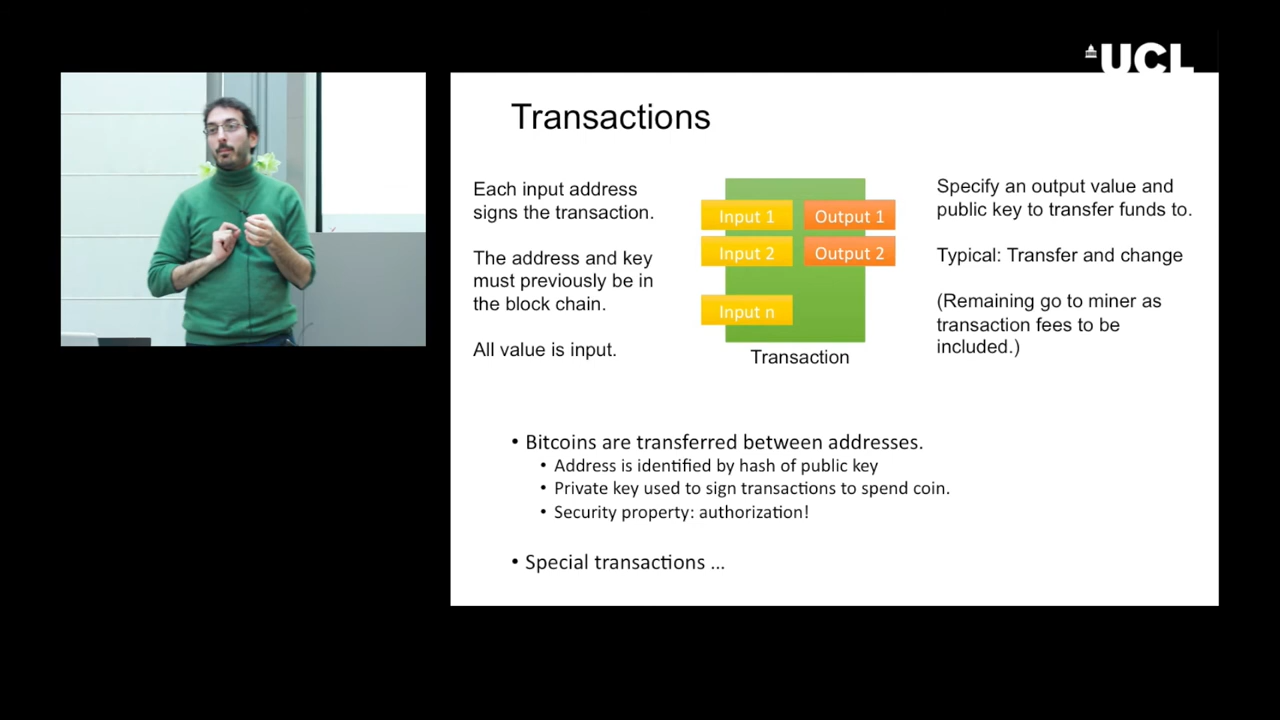 UCL
Transactions
Each input address
signs the transaction.
The address and key
must previously be in
the block chain.
All value is input.
Input 1
Output 1
Input 2
Output 2
Input n
Transaction
Specify an output value and
public key to transfer funds to.
Typical: Transfer and change
(Remaining go to miner as
transaction fees to be
included.)
• Bitcoins are transferred between addresses.
• Address is identified by hash of public key
• Private key used to sign transactions to spend coin.
• Security property: authorization!
• Special transactions ...